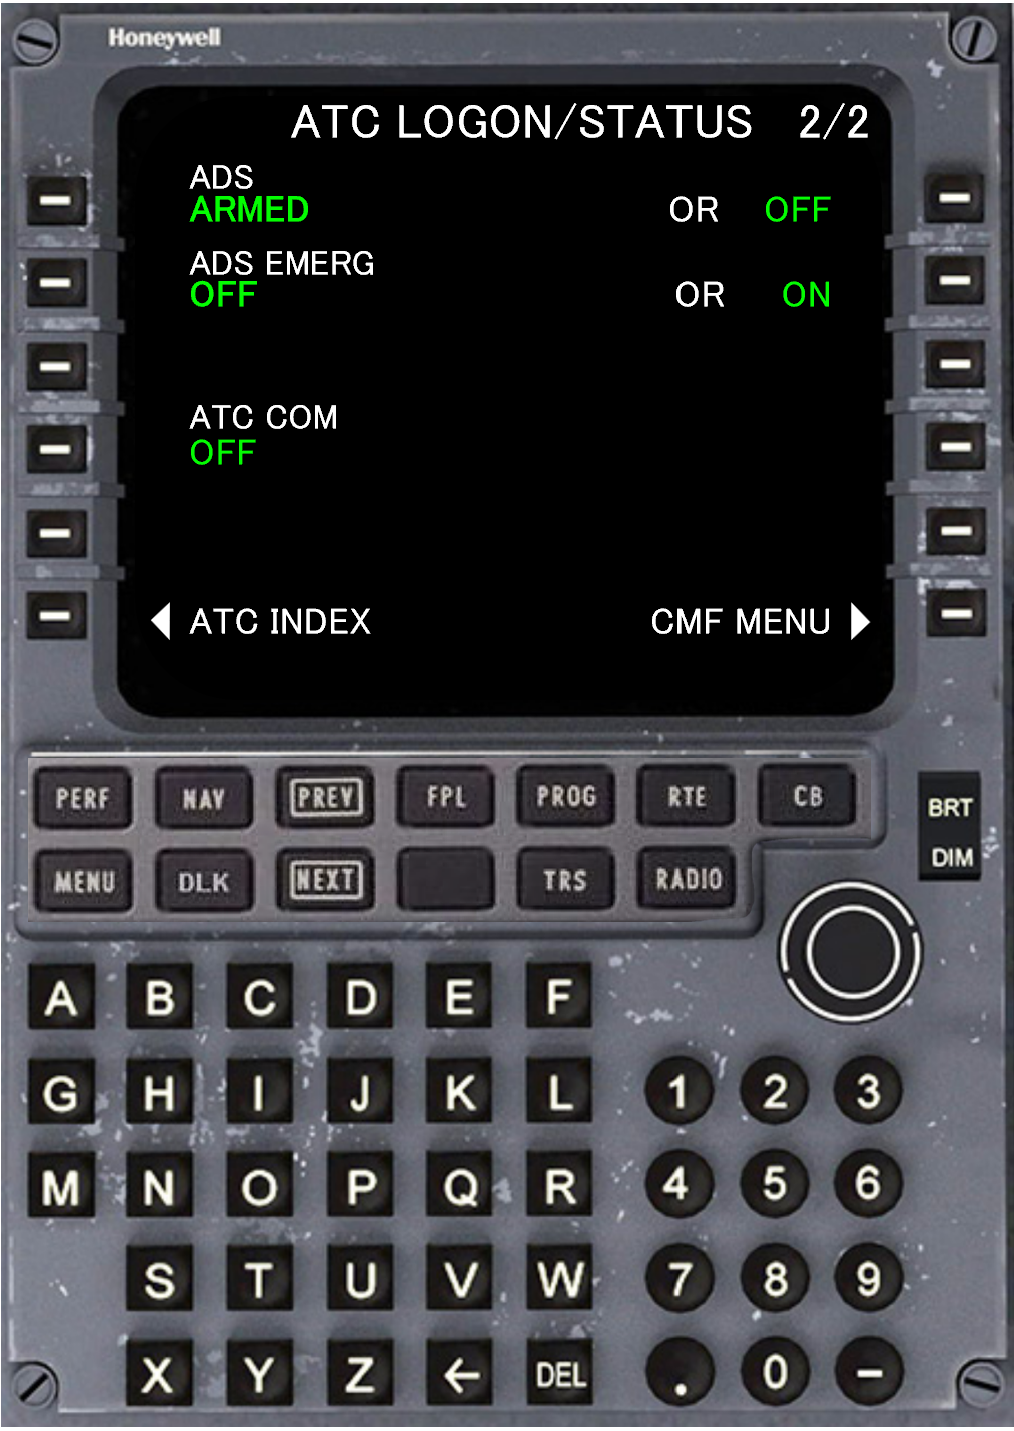 Honeywell
ATC LOGON/STATUS 2/2
ADS
ARMED OR OFF
ADS EMERG
OFF OR ON
ATC COM
OFF
ATC INDEX CMF MENU
PERF NAV PREV FPL PROG RTE CB
BRT
MENU DLK NEXT TRS RADIO
DIM
A B C D E F
G H I J K L 1 2 3
M N O P Q R 4 5 6
S T U V W 7 8 9
X Y Z ← DEL . 0 -